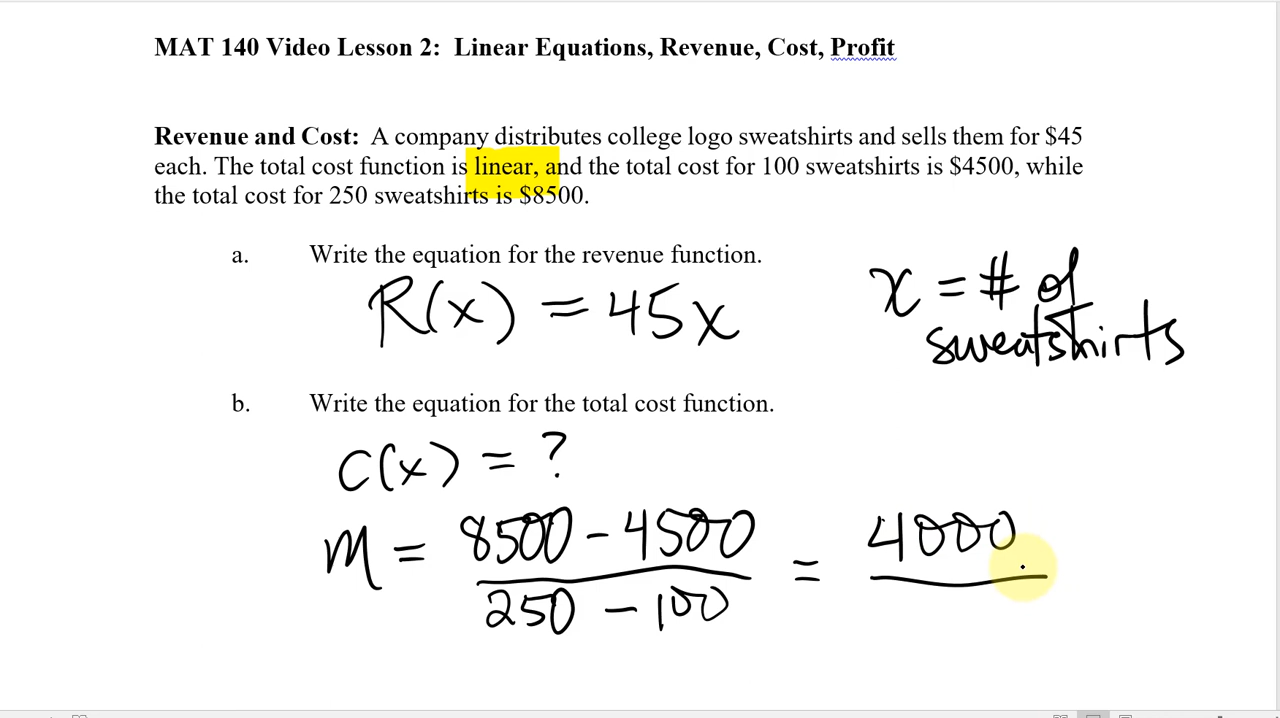 MAT 140 Video Lesson 2: Linear Equations, Revenue, Cost, Profit
Revenue and Cost: A company distributes college logo sweatshirts and sells them for $45
each. The total cost function is linear, and the total cost for 100 sweatshirts is $4500, while
the total cost for 250 sweatshirts is $8500.
a. Write the equation for the revenue function.
R(x) = 45x
x = # of
sweatshirts
b. Write the equation for the total cost function.
C(x) = ?
m = 8500 - 4500 = 4000
250 - 100